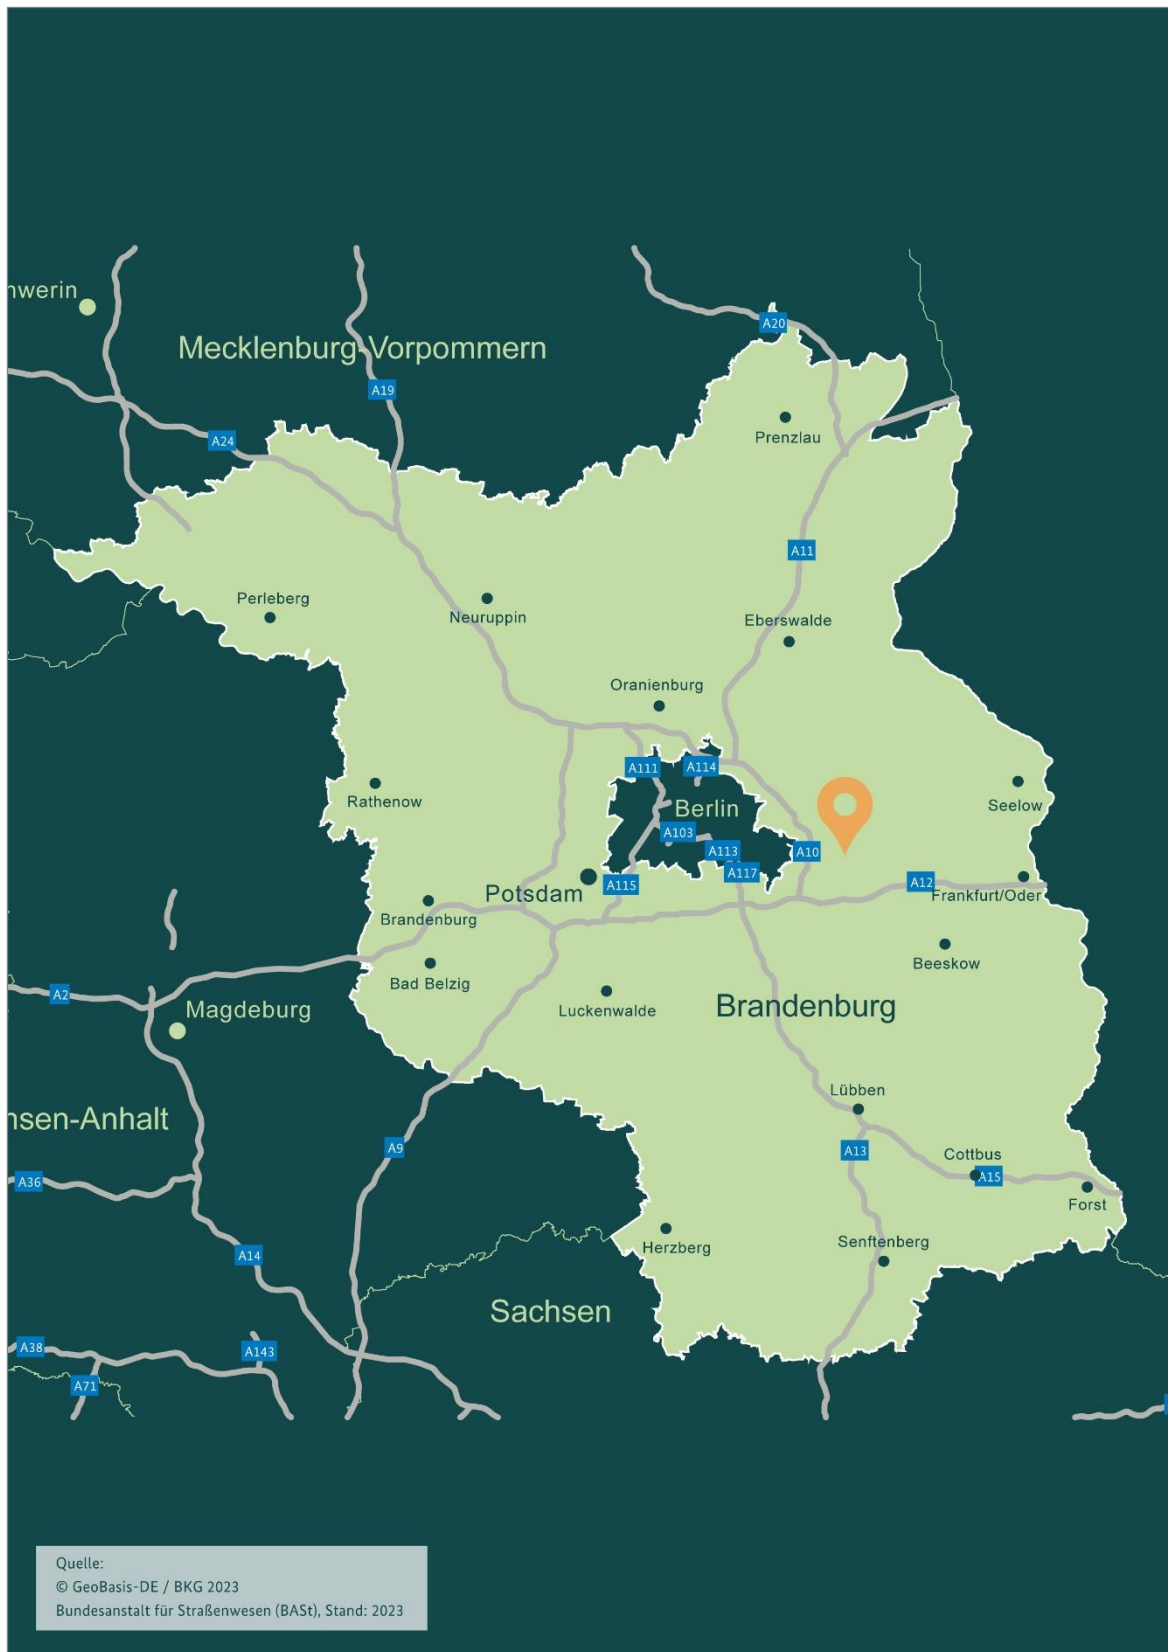 nwerin
Mecklenburg-Vorpommern
A20
A19
A24
Prenzlau
A11
Perleberg
Neuruppin
Eberswalde
Oranienburg
A111
A114
Rathenow
Berlin
Seelow
A103
A113
A10
A117
Potsdam
A115
A12
Frankfurt/Oder
Brandenburg
Beeskow
Bad Belzig
A2
Magdeburg
Luckenwalde
Brandenburg
Lübben
hsen-Anhalt
A9
A13
Cottbus
A15
A36
Forst
Herzberg
Senftenberg
A14
Sachsen
A38
A143
A71
Quelle:
© GeoBasis-DE / BKG 2023
Bundesanstalt für Straßenwesen (BASt), Stand: 2023